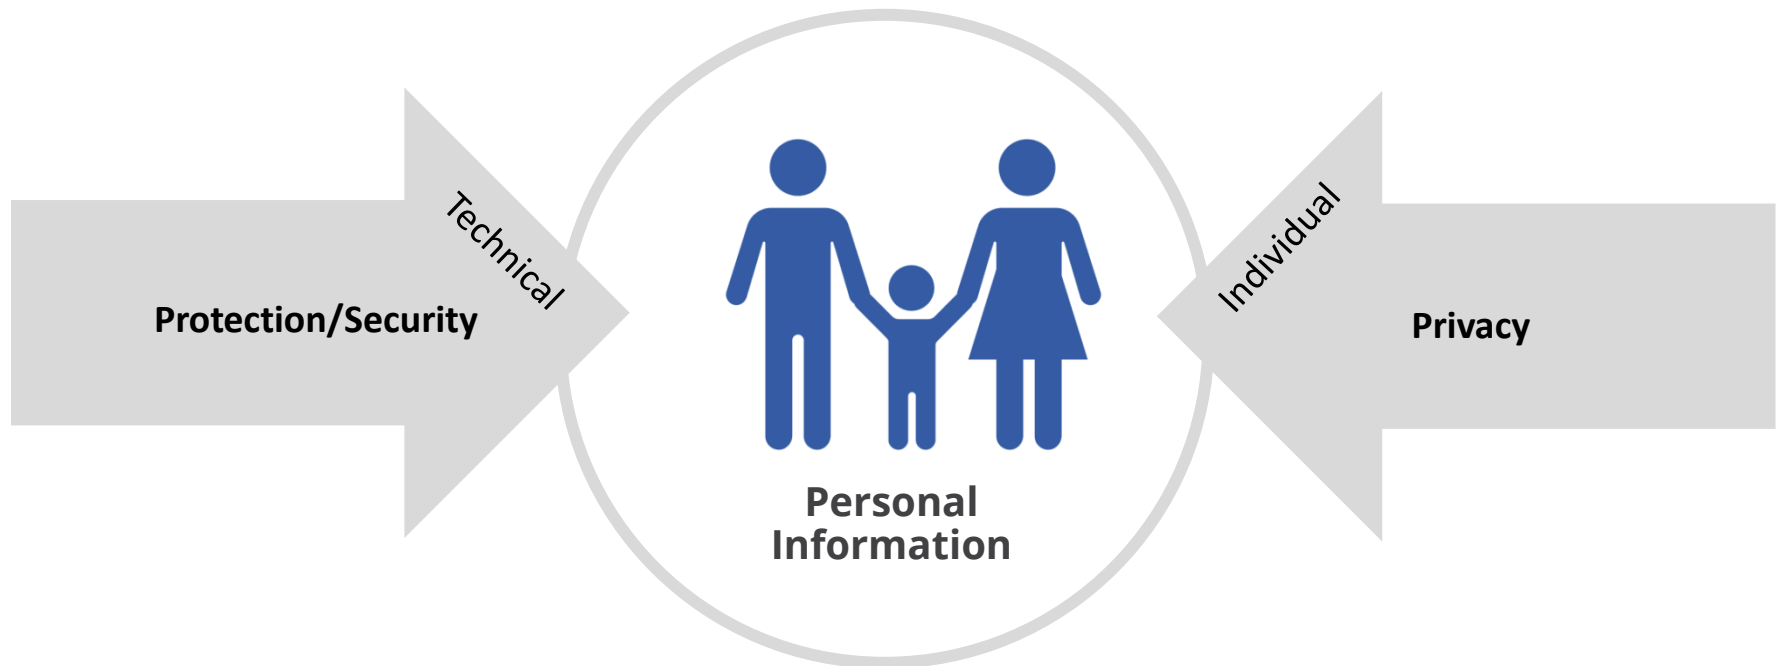 Technical
Protection/Security
Personal
Information
Individual
Privacy